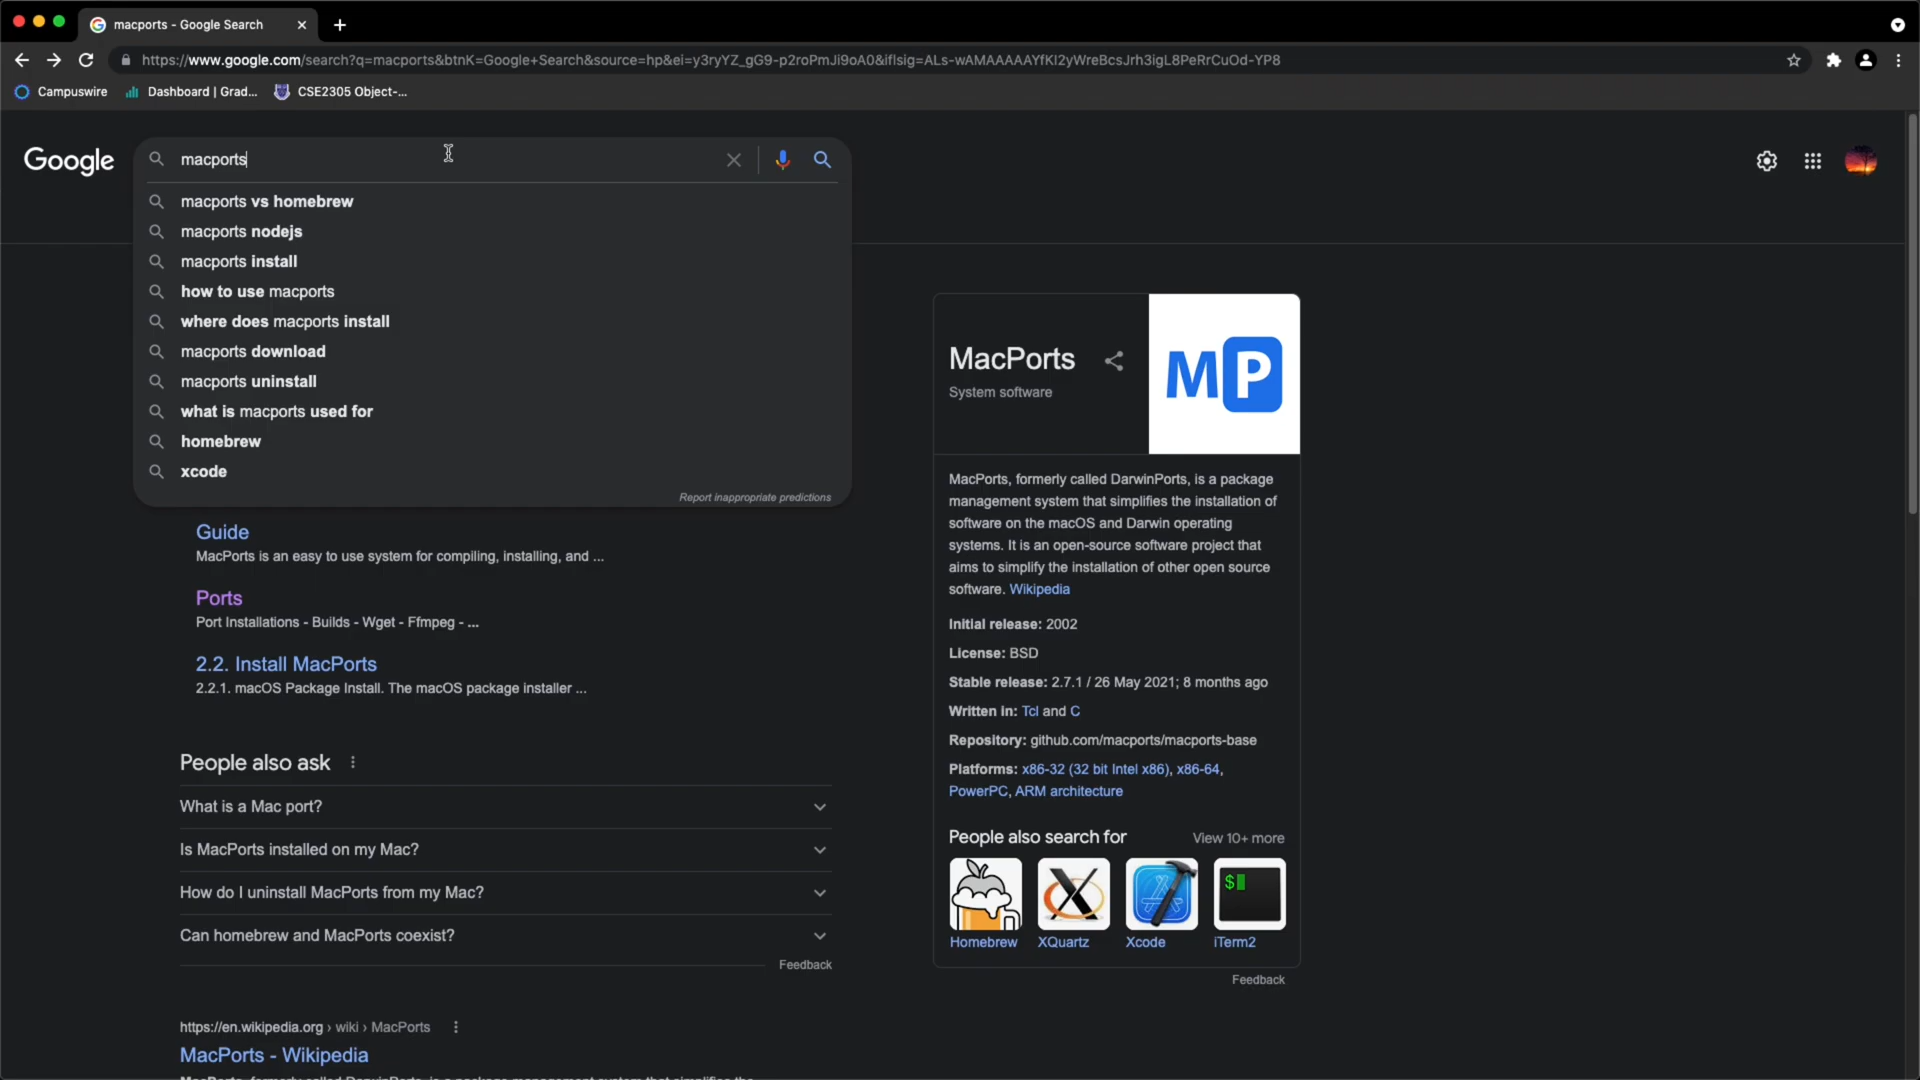 macports - Google Search
https://www.google.com/search?q=macports&btnK=Google+Search&source=hp&ei=y3ryYZ_gG9-p2roPmJi9oA0&iflsig=ALs-wAMAAAAAYfKI2yWreBcsJrh3igL8PeRrCuOd-YP8
Campuswire
Dashboard | Grad...
CSE2305 Object-...
Google
macports
macports vs homebrew
macports nodejs
macports install
how to use macports
where does macports install
macports download
macports uninstall
what is macports used for
homebrew
xcode
Report inappropriate predictions
Guide
MacPorts is an easy to use system for compiling, installing, and ...
Ports
Port Installations - Builds - Wget - Ffmpeg - ...
2.2. Install MacPorts
2.2.1. macOS Package Install. The macOS package installer ...
People also ask
What is a Mac port?
Is MacPorts installed on my Mac?
How do I uninstall MacPorts from my Mac?
Can homebrew and MacPorts coexist?
Feedback
https://en.wikipedia.org › wiki › MacPorts
MacPorts - Wikipedia
MacPorts
System software
MP
MacPorts, formerly called DarwinPorts, is a package
management system that simplifies the installation of
software on the macOS and Darwin operating
systems. It is an open-source software project that
aims to simplify the installation of other open source
software. Wikipedia
Initial release: 2002
License: BSD
Stable release: 2.7.1 / 26 May 2021; 8 months ago
Written in: Tcl and C
Repository: github.com/macports/macports-base
Platforms: x86-32 (32 bit Intel x86), x86-64,
PowerPC, ARM architecture
People also search for
View 10+ more
$
Homebrew
XQuartz
Xcode
iTerm2
Feedback